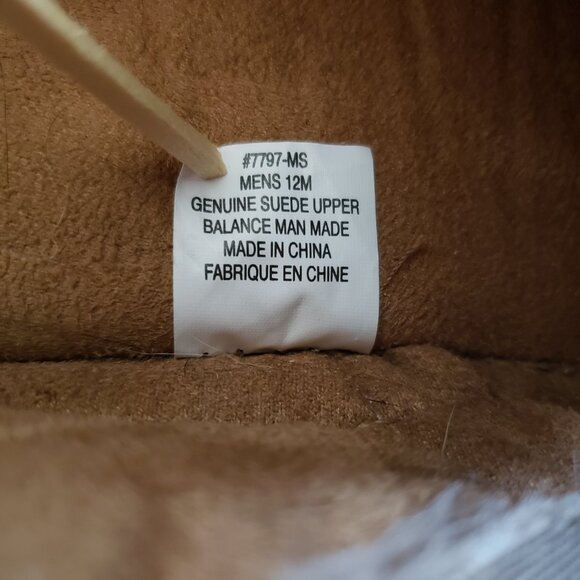 #7797-MS
MENS 12M
GENUINE SUEDE UPPER
BALANCE MAN MADE
MADE IN CHINA
FABRIQUE EN CHINE